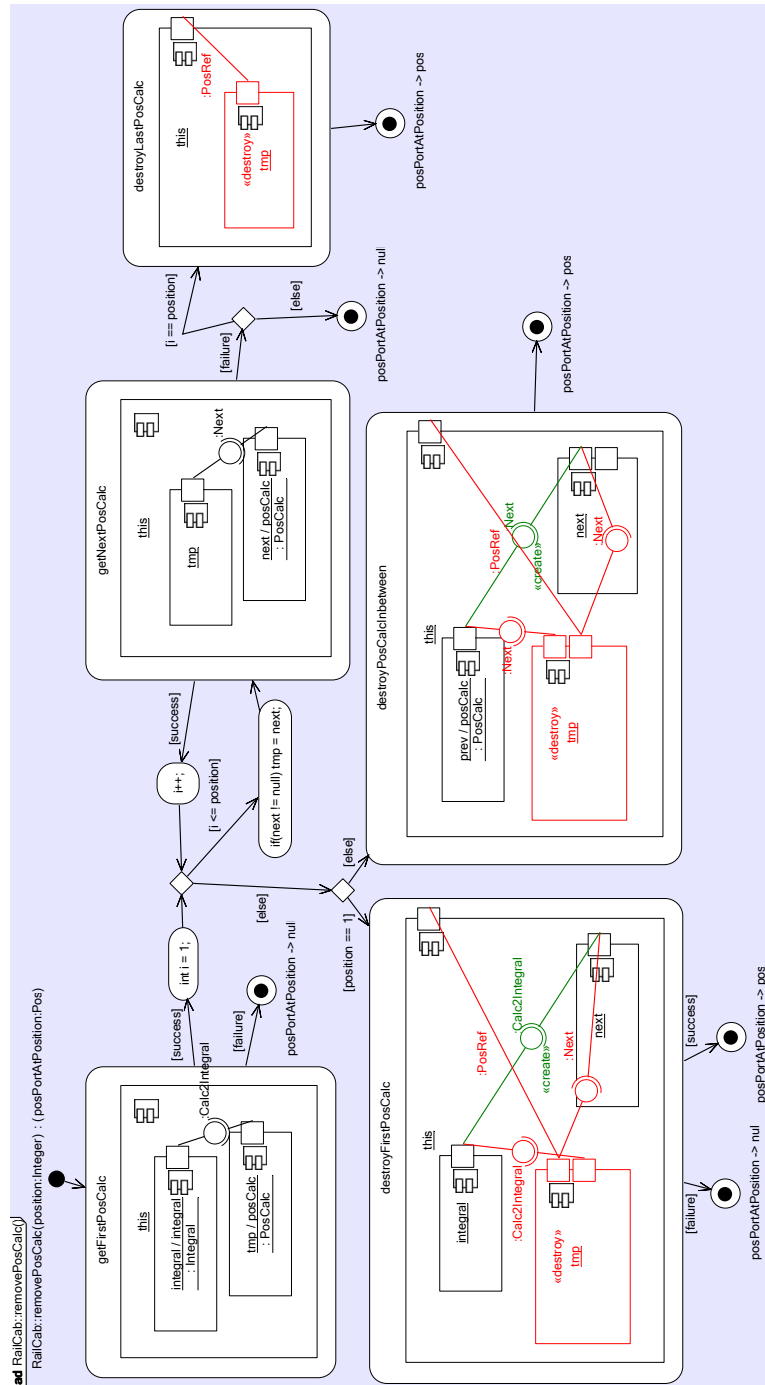 ad RailCab::removePosCalc()
RailCab::removePosCalc(position:Integer) : (posPortAtPosition:Pos)
getFirstPosCalc
this
integral / integral
: Integral
:Calc2Integral
tmp / posCalc
: PosCalc
[success]
[failure]
posPortAtPosition -> null
int i = 1;
i++;
[success]
[i <= position]
if(next != null) tmp = next;
[else]
getNextPosCalc
this
tmp
:Next
next / posCalc
: PosCalc
[failure]
[i == position]
[else]
posPortAtPosition -> null
destroyLastPosCalc
:PosRef
this
«destroy»
tmp
posPortAtPosition -> pos
[position == 1]
[else]
destroyFirstPosCalc
this
integral
:PosRef
:Calc2Integral
«create»
:Calc2Integral
:Next
next
«destroy»
tmp
[failure]
[success]
posPortAtPosition -> null
posPortAtPosition -> pos
destroyPosCalcInbetween
this
prev / posCalc
: PosCalc
:PosRef
:Next
«create»
:Next
next
:Next
«destroy»
tmp
posPortAtPosition -> pos